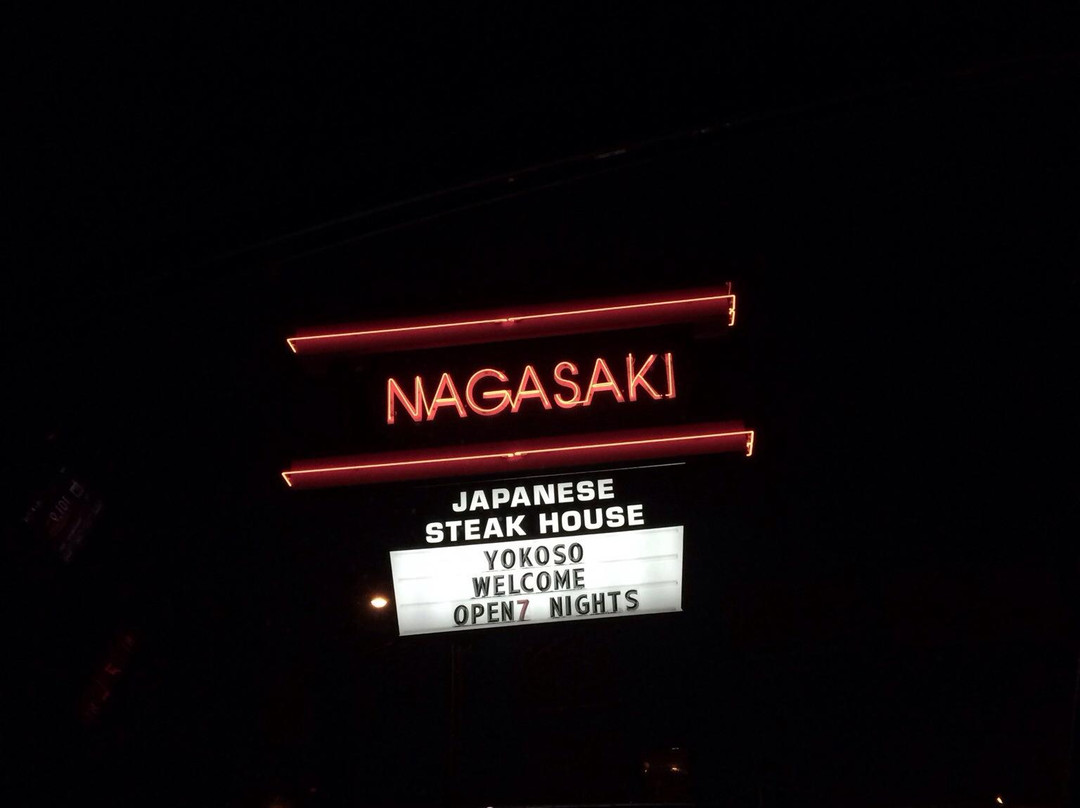 NAGASAKI
JAPANESE
STEAK HOUSE
YOKOSO
WELCOME
OPEN7 NIGHTS